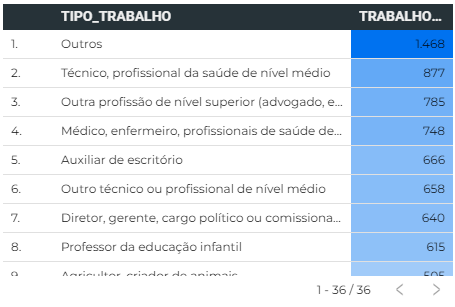 TIPO_TRABALHO TRABALHO...
1. Outros 1.468
2. Técnico, profissional da saúde de nível médio 877
3. Outra profissão de nível superior (advogado, e... 785
4. Médico, enfermeiro, profissionais de saúde de... 748
5. Auxiliar de escritório 666
6. Outro técnico ou profissional de nível médio 658
7. Diretor, gerente, cargo político ou comissiona... 640
8. Professor da educação infantil 615
9. Agricultor, criador de animais 505
1 - 36 / 36